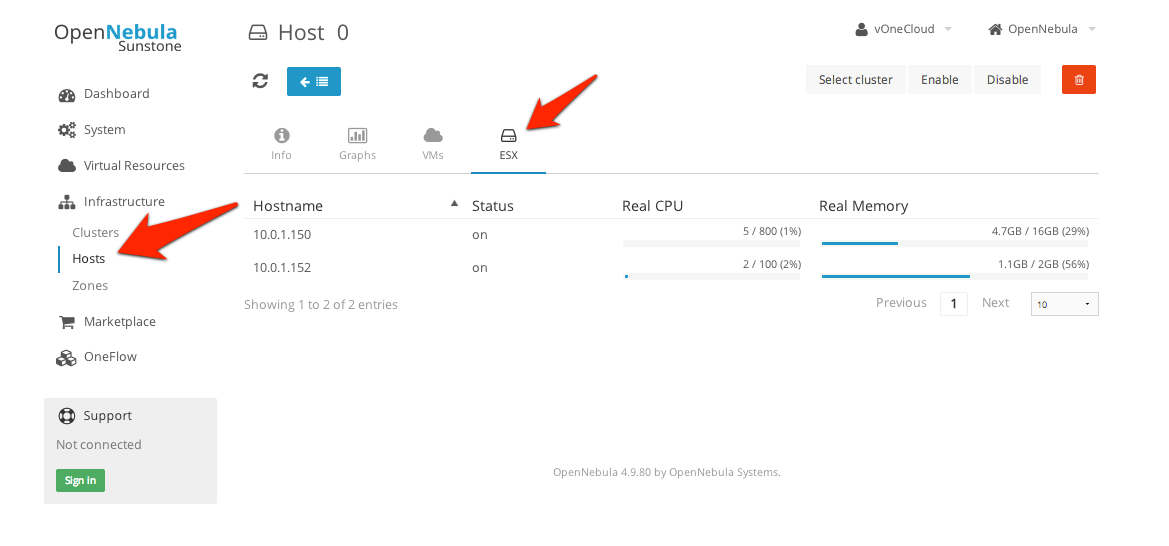 OpenNebula
Sunstone
Dashboard
System
Virtual Resources
Infrastructure
Clusters
Hosts
Zones
Marketplace
OneFlow
Support
Not connected
Sign in
Host 0
vOneCloud
OpenNebula
Select cluster
Enable
Disable
Info
Graphs
VMs
ESX
Hostname Status Real CPU Real Memory
10.0.1.150 on 5 / 800 (1%) 4.7GB / 16GB (29%)
10.0.1.152 on 2 / 100 (2%) 1.1GB / 2GB (56%)
Showing 1 to 2 of 2 entries
Previous 1 Next 10
OpenNebula 4.9.80 by OpenNebula Systems.